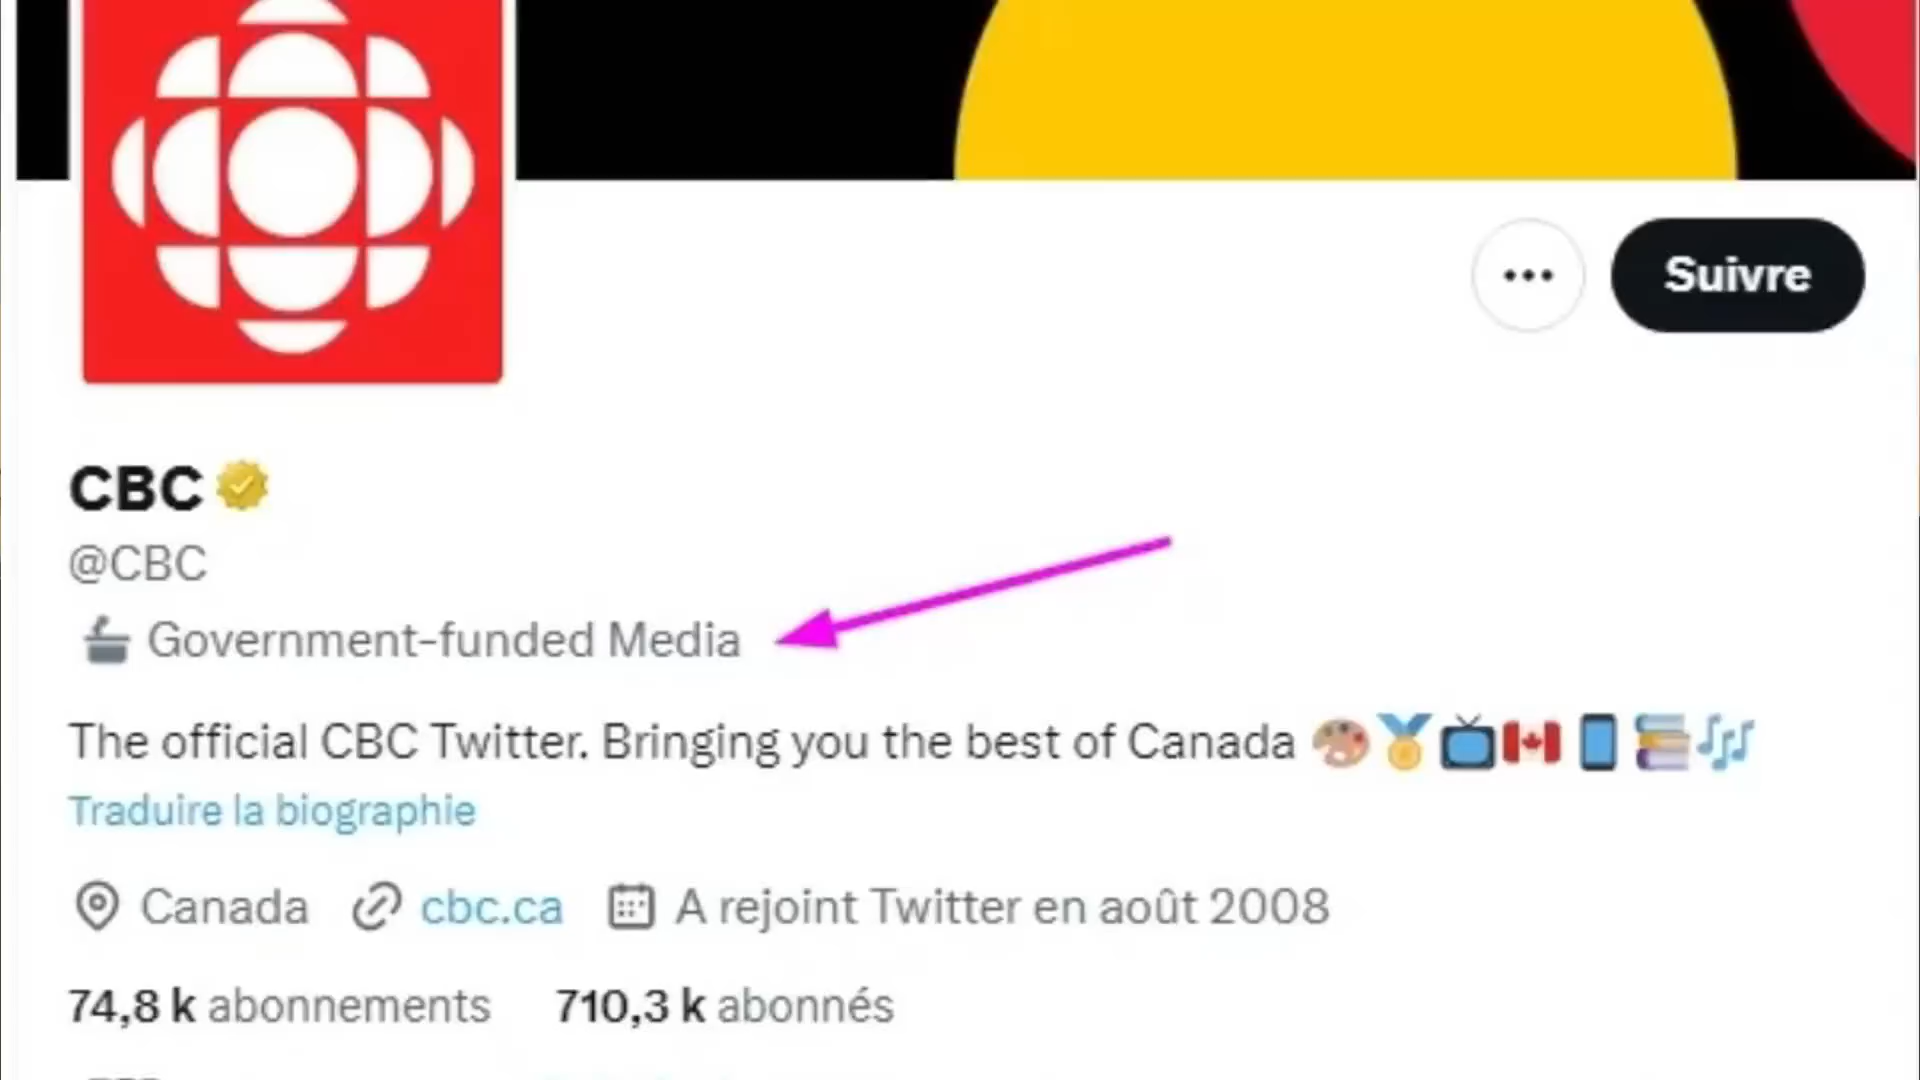 Suivre
CBC
@CBC
Government-funded Media
The official CBC Twitter. Bringing you the best of Canada 🎨🏅📺🇨🇦📱📚🎶
Traduire la biographie
Canada cbc.ca A rejoint Twitter en août 2008
74,8 k abonnements 710,3 k abonnés